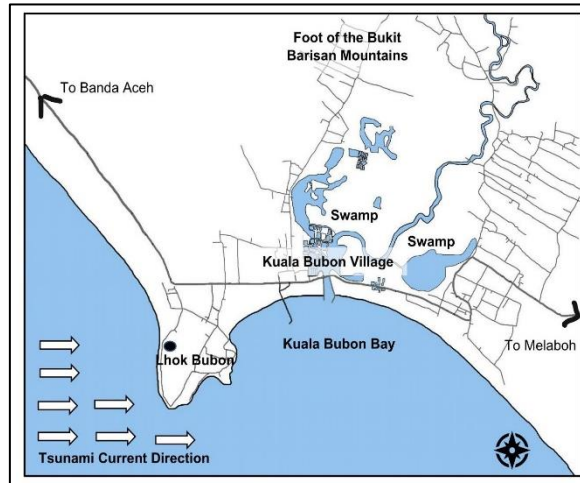 Foot of the Bukit
Barisan Mountains
To Banda Aceh
Swamp
Swamp
Kuala Bubon Village
Lhok Bubon
Kuala Bubon Bay
To Melaboh
Tsunami Current Direction